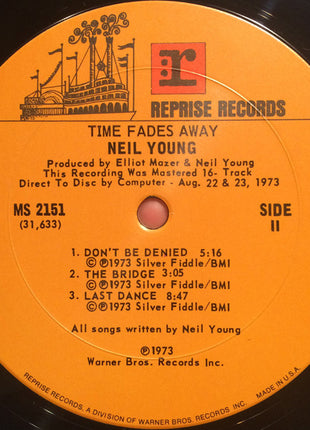 r
REPRISE RECORDS
TIME FADES AWAY
NEIL YOUNG
Produced by Elliot Mazer & Neil Young
This Recording Was Mastered 16- Track
Direct To Disc by Computer - Aug. 22 & 23, 1973
MS 2151 SIDE
(31,633) II
1. DON'T BE DENIED 5:16
©℗1973 Silver Fiddle/BMI
2. THE BRIDGE 3:05
©℗1973 Silver Fiddle/BMI
3. LAST DANCE 8:47
©℗1973 Silver Fiddle/BMI
All songs written by Neil Young
℗1973
Warner Bros. Records Inc.
REPRISE RECORDS, A DIVISION OF WARNER BROS. RECORDS INC. MADE IN U.S.A.